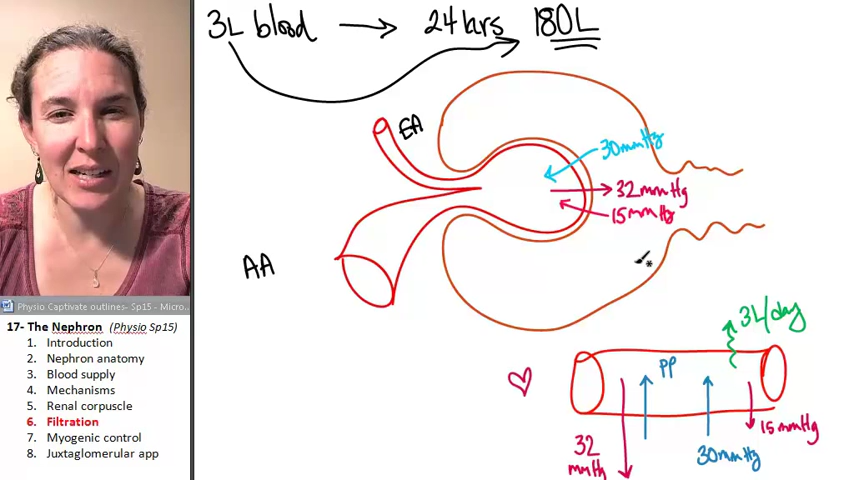 3L blood → 24 hrs 180L
EA
30mmHg
32 mmHg
15mmHg
AA
3L/day
PP
15mmHg
32
mmHg
30mmHg
Physio Captivate outlines- Sp15 - Micro...
17- The Nephron (Physio Sp15)
1. Introduction
2. Nephron anatomy
3. Blood supply
4. Mechanisms
5. Renal corpuscle
6. Filtration
7. Myogenic control
8. Juxtaglomerular app